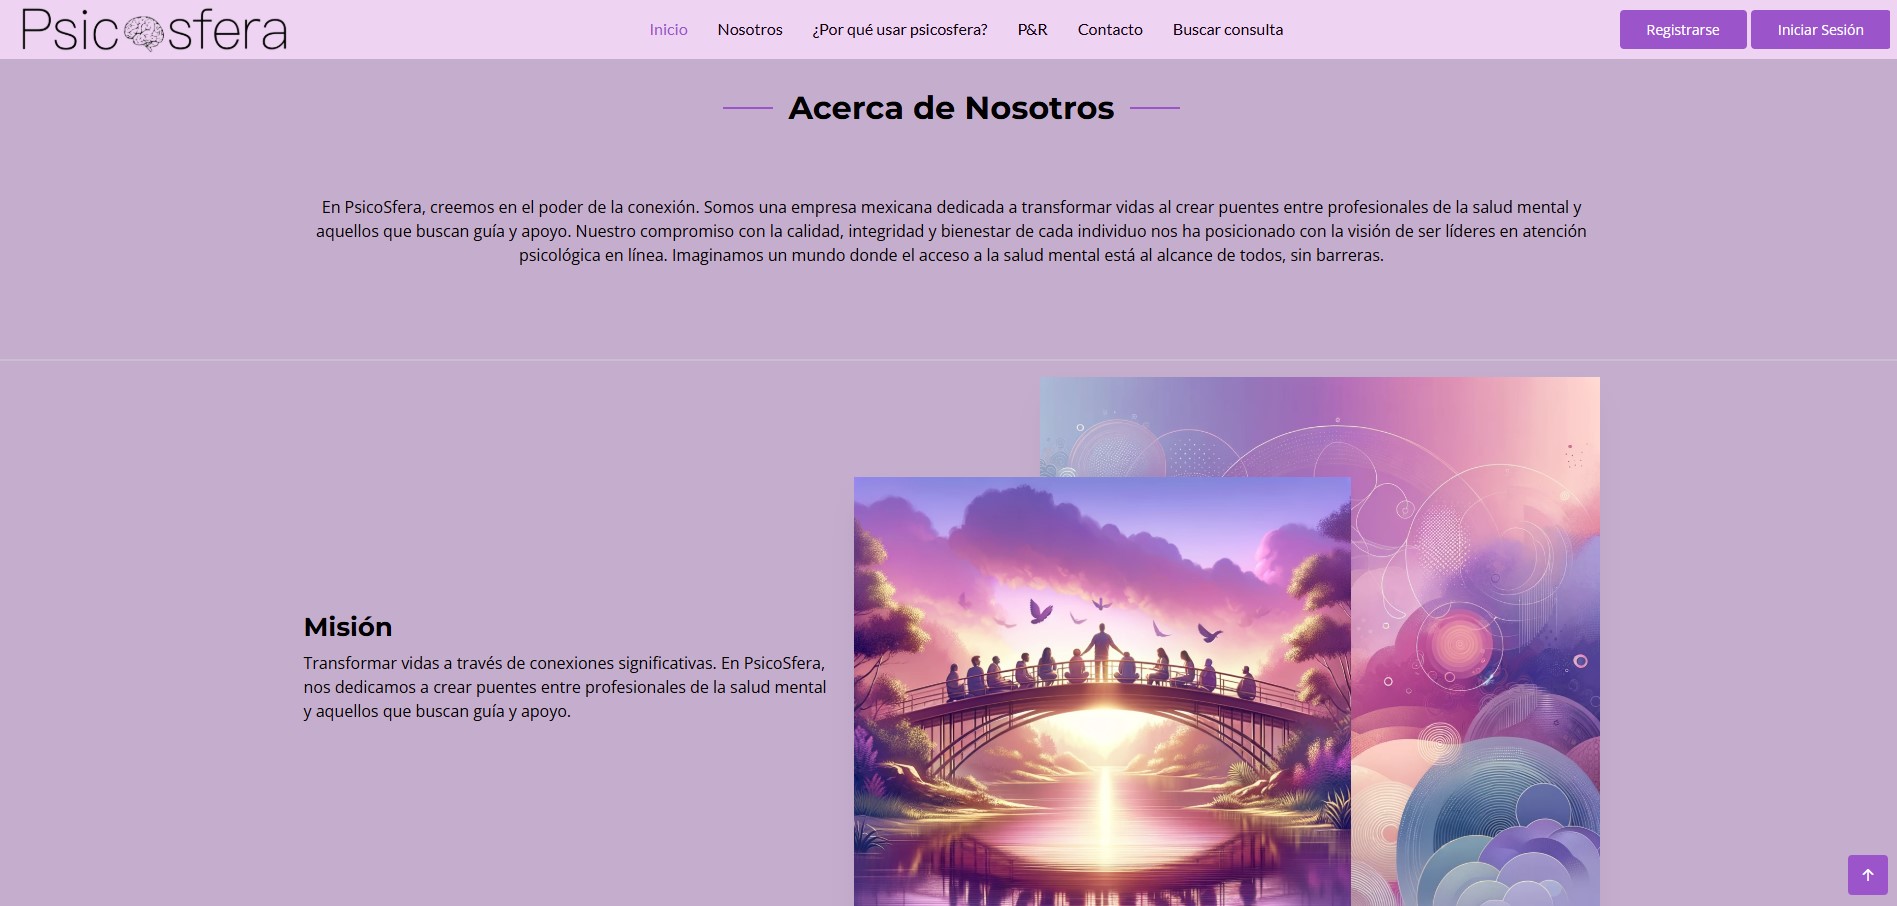 Psicosfera
Inicio
Nosotros
¿Por qué usar psicosfera?
P&R
Contacto
Buscar consulta
Registrarse
Iniciar Sesión
Acerca de Nosotros
En PsicoSfera, creemos en el poder de la conexión. Somos una empresa mexicana dedicada a transformar vidas al crear puentes entre profesionales de la salud mental y
aquellos que buscan guía y apoyo. Nuestro compromiso con la calidad, integridad y bienestar de cada individuo nos ha posicionado con la visión de ser líderes en atención
psicológica en línea. Imaginamos un mundo donde el acceso a la salud mental está al alcance de todos, sin barreras.
Misión
Transformar vidas a través de conexiones significativas. En PsicoSfera,
nos dedicamos a crear puentes entre profesionales de la salud mental
y aquellos que buscan guía y apoyo.